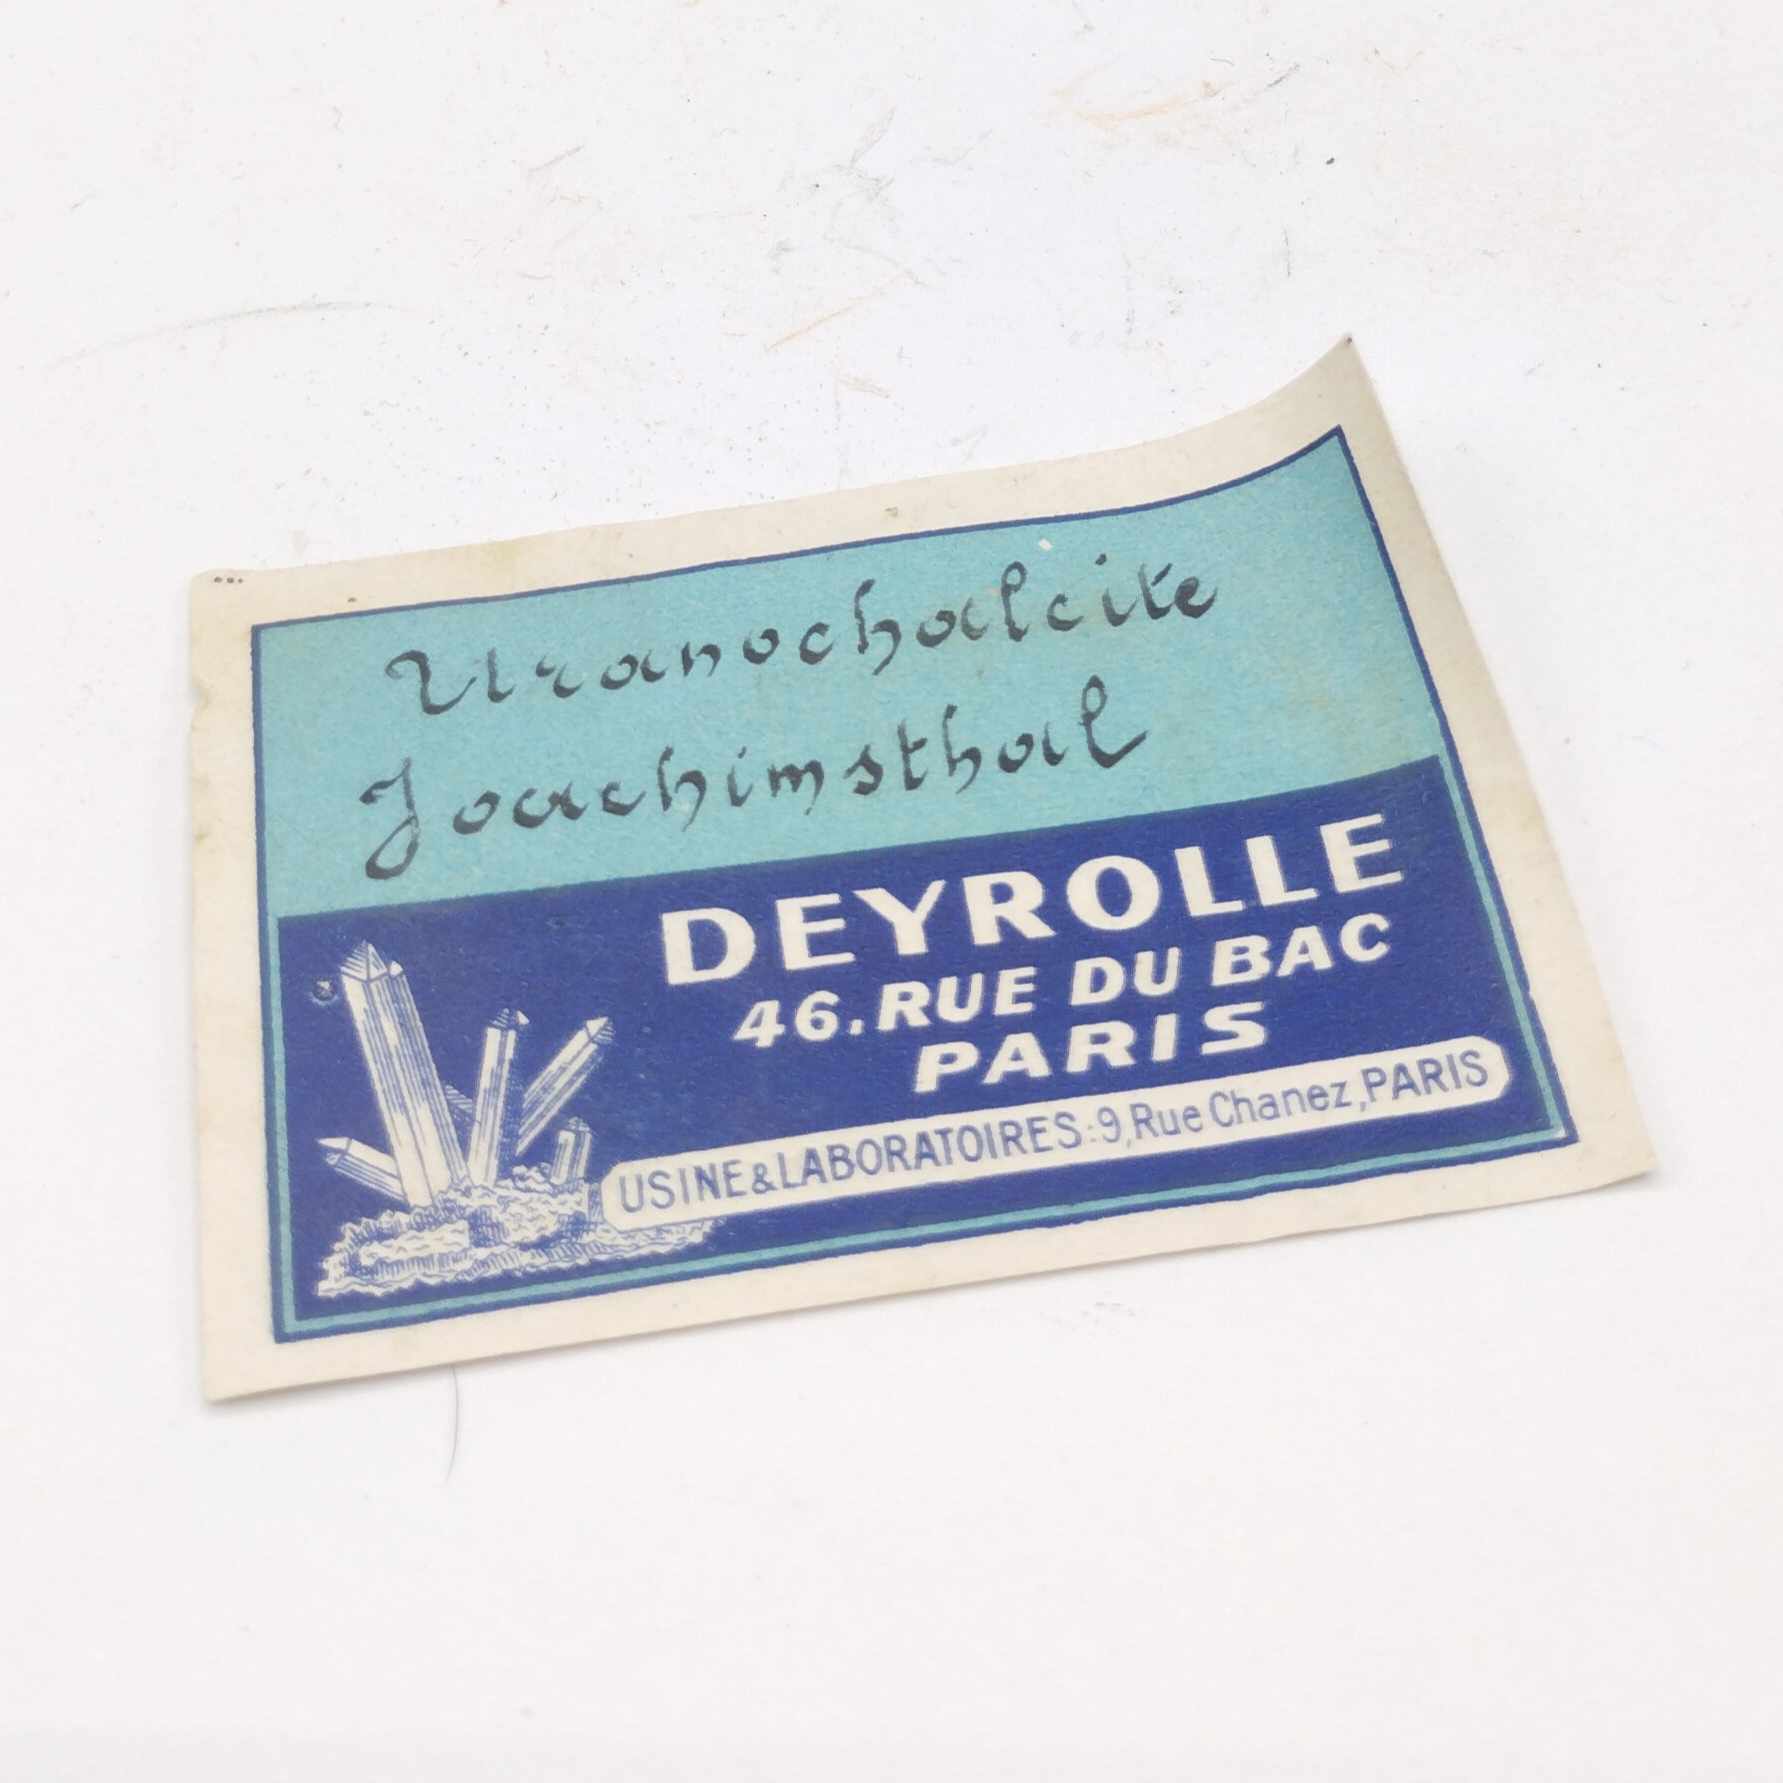 Uranochalcite
Joachimsthal
DEYROLLE
46.RUE DU BAC
PARIS
USINE&LABORATOIRES:9,Rue Chanez,PARIS